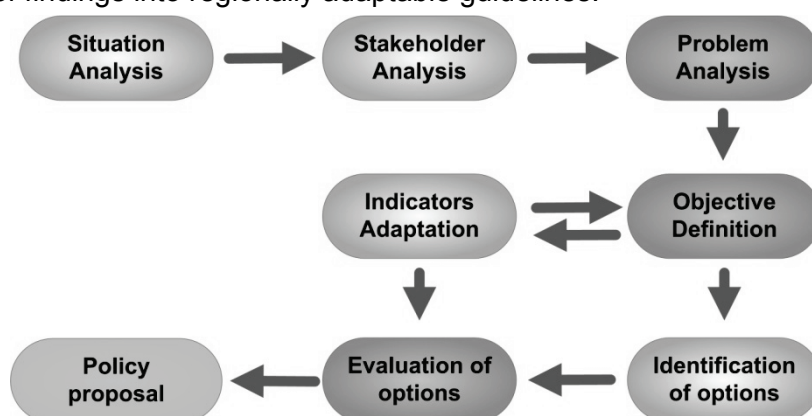 findings into regionally adaptable guidelines.
Situation
Analysis
Stakeholder
Analysis
Problem
Analysis
Indicators
Adaptation
Objective
Definition
Policy
proposal
Evaluation of
options
Identification
of options